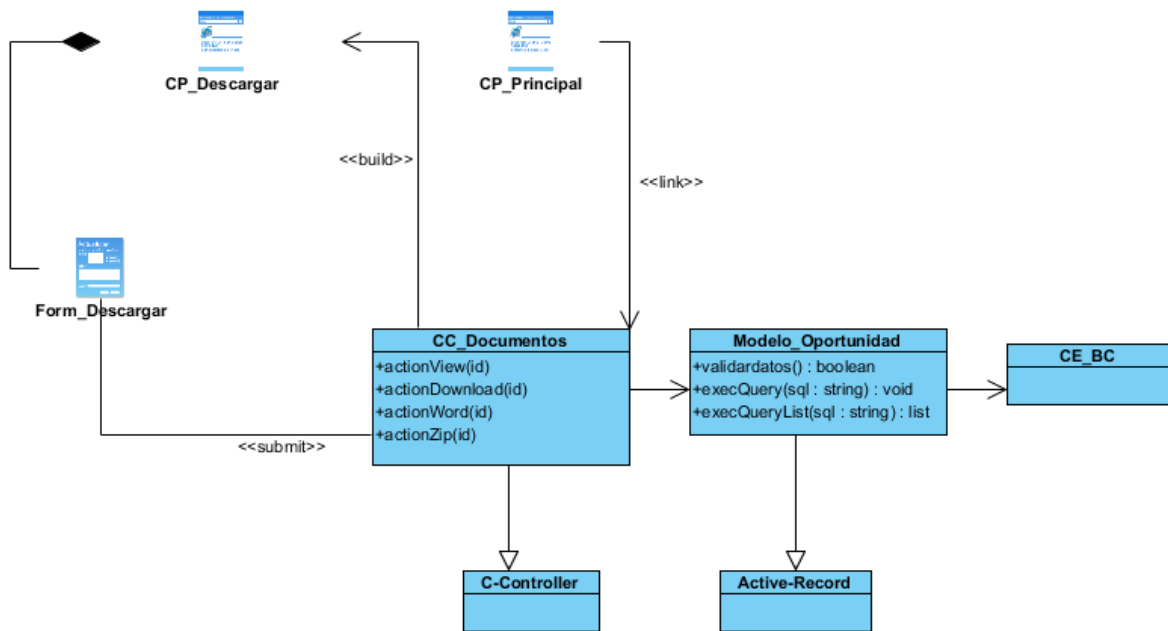 CP_Descargar
CP_Principal
<<build>>
<<link>>
Form_Descargar
CC_Documentos
+actionView(id)
+actionDownload(id)
+actionWord(id)
+actionZip(id)
Modelo_Oportunidad
+validardatos() : boolean
+execQuery(sql : string) : void
+execQueryList(sql : string) : list
CE_BC
<<submit>>
C-Controller
Active-Record